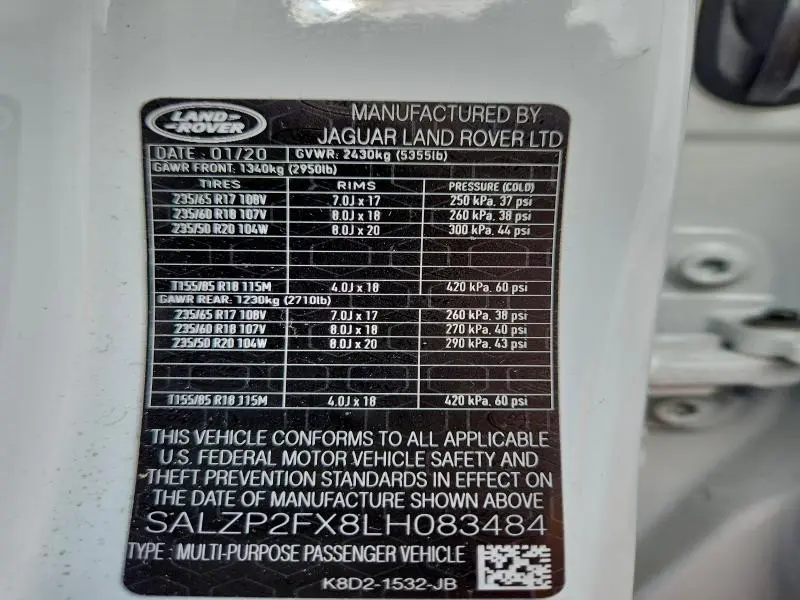 LAND-
-ROVER
MANUFACTURED BY
JAGUAR LAND ROVER LTD
DATE : 01/20 GVWR: 2430kg (5355lb)
GAWR FRONT: 1340kg (2950lb)
TIRES RIMS PRESSURE (COLD)
235/65 R17 108V 7.0J x 17 250 kPa. 37 psi
235/60 R18 107V 8.0J x 18 260 kPa. 38 psi
235/50 R20 104W 8.0J x 20 300 kPa. 44 psi
T155/85 R18 115M 4.0J x 18 420 kPa. 60 psi
GAWR REAR: 1230kg (2710lb)
235/65 R17 108V 7.0J x 17 260 kPa. 38 psi
235/60 R18 107V 8.0J x 18 270 kPa. 40 psi
235/50 R20 104W 8.0J x 20 290 kPa. 43 psi
T155/85 R18 115M 4.0J x 18 420 kPa. 60 psi
THIS VEHICLE CONFORMS TO ALL APPLICABLE
U.S. FEDERAL MOTOR VEHICLE SAFETY AND
THEFT PREVENTION STANDARDS IN EFFECT ON
THE DATE OF MANUFACTURE SHOWN ABOVE
SALZP2FX8LH083484
TYPE : MULTI-PURPOSE PASSENGER VEHICLE
K8D2-1532-JB